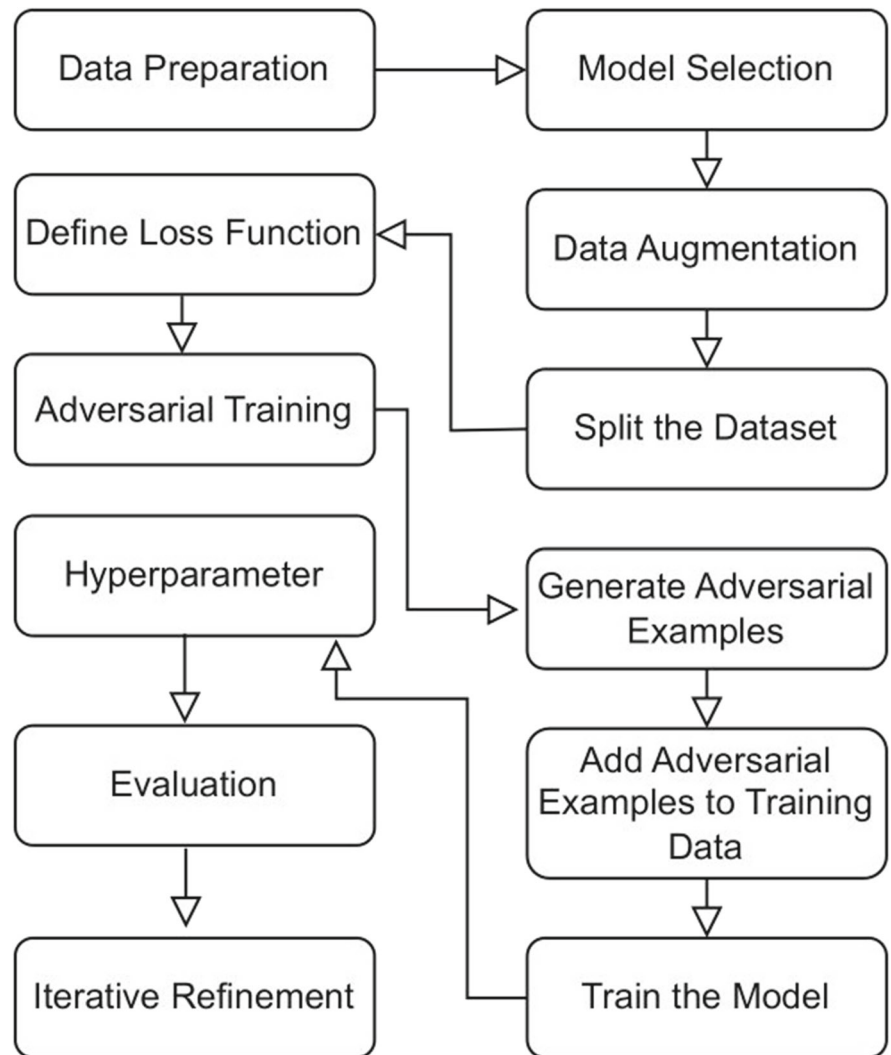 Data Preparation
Model Selection
Data Augmentation
Split the Dataset
Define Loss Function
Adversarial Training
Generate Adversarial
Examples
Add Adversarial
Examples to Training
Data
Train the Model
Hyperparameter
Evaluation
Iterative Refinement